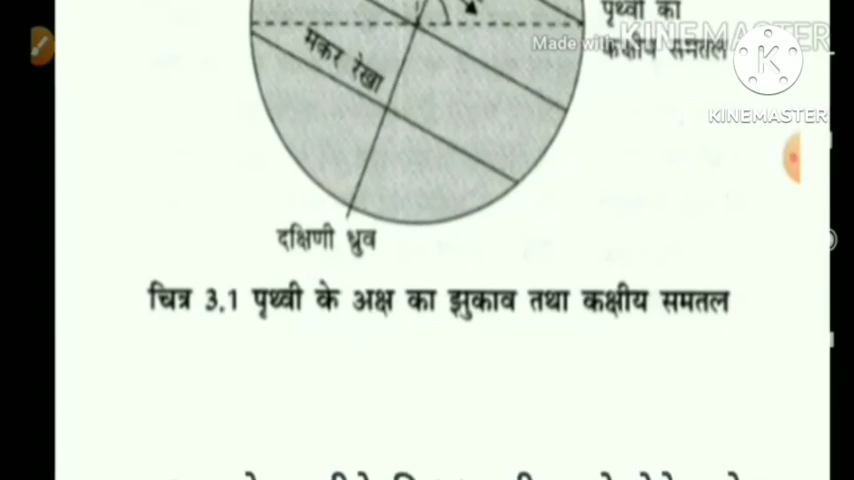 पृथ्वी का
Made with KINEMASTER
कक्षीय समतल
KINEMASTER
मकर रेखा
दक्षिणी ध्रुव
चित्र 3.1 पृथ्वी के अक्ष का झुकाव तथा कक्षीय समतल